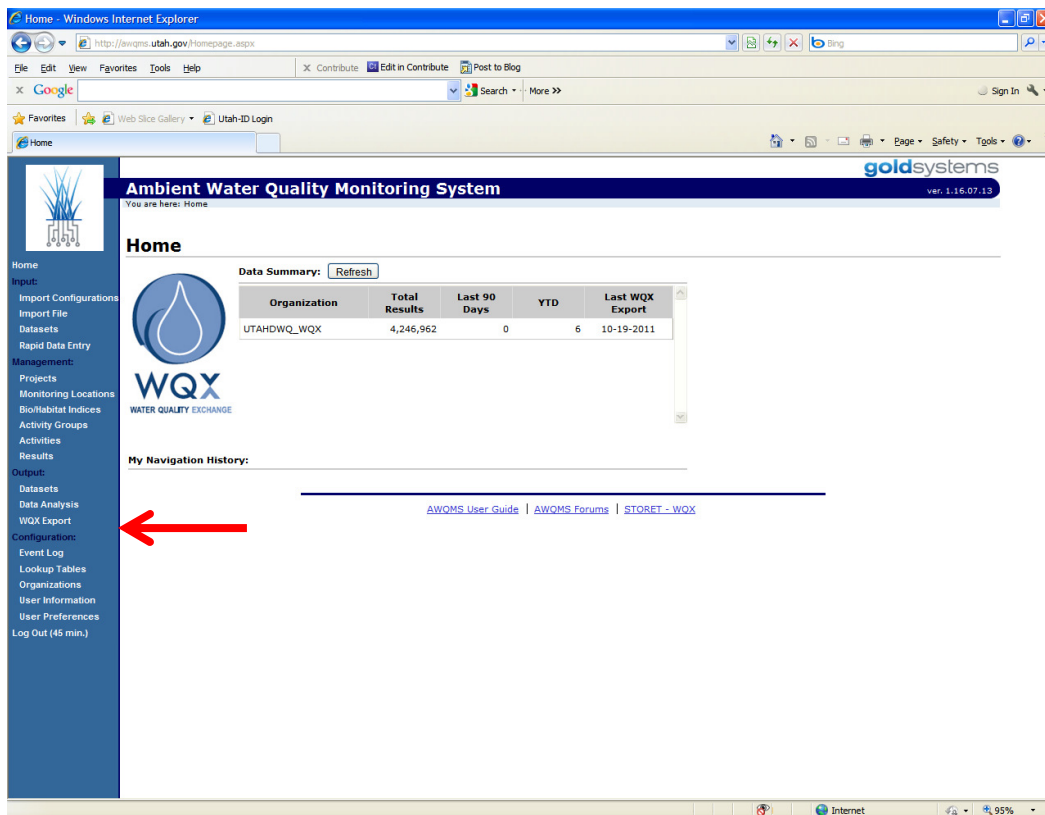 Home - Windows Internet Explorer
http://awqms.utah.gov/Homepage.aspx
Bing
File Edit View Favorites Tools Help
X Contribute Edit in Contribute Post to Blog
x Google Search More >> Sign In
Favorites Web Slice Gallery Utah-ID Login
Home Page Safety Tools
goldsystems
Ambient Water Quality Monitoring System
ver. 1.16.07.13
You are here: Home
Home
Data Summary: Refresh
Organization Total Results Last 90 Days YTD Last WQX Export
UTAHDWQ_WQX 4,246,962 0 6 10-19-2011
WQX
WATER QUALITY EXCHANGE
My Navigation History:
AWQMS User Guide | AWQMS Forums | STORET - WQX
Home
Input:
Import Configurations
Import File
Datasets
Rapid Data Entry
Management:
Projects
Monitoring Locations
Bio/Habitat Indices
Activity Groups
Activities
Results
Output:
Datasets
Data Analysis
WQX Export
Configuration:
Event Log
Lookup Tables
Organizations
User Information
User Preferences
Log Out (45 min.)
Internet 95%